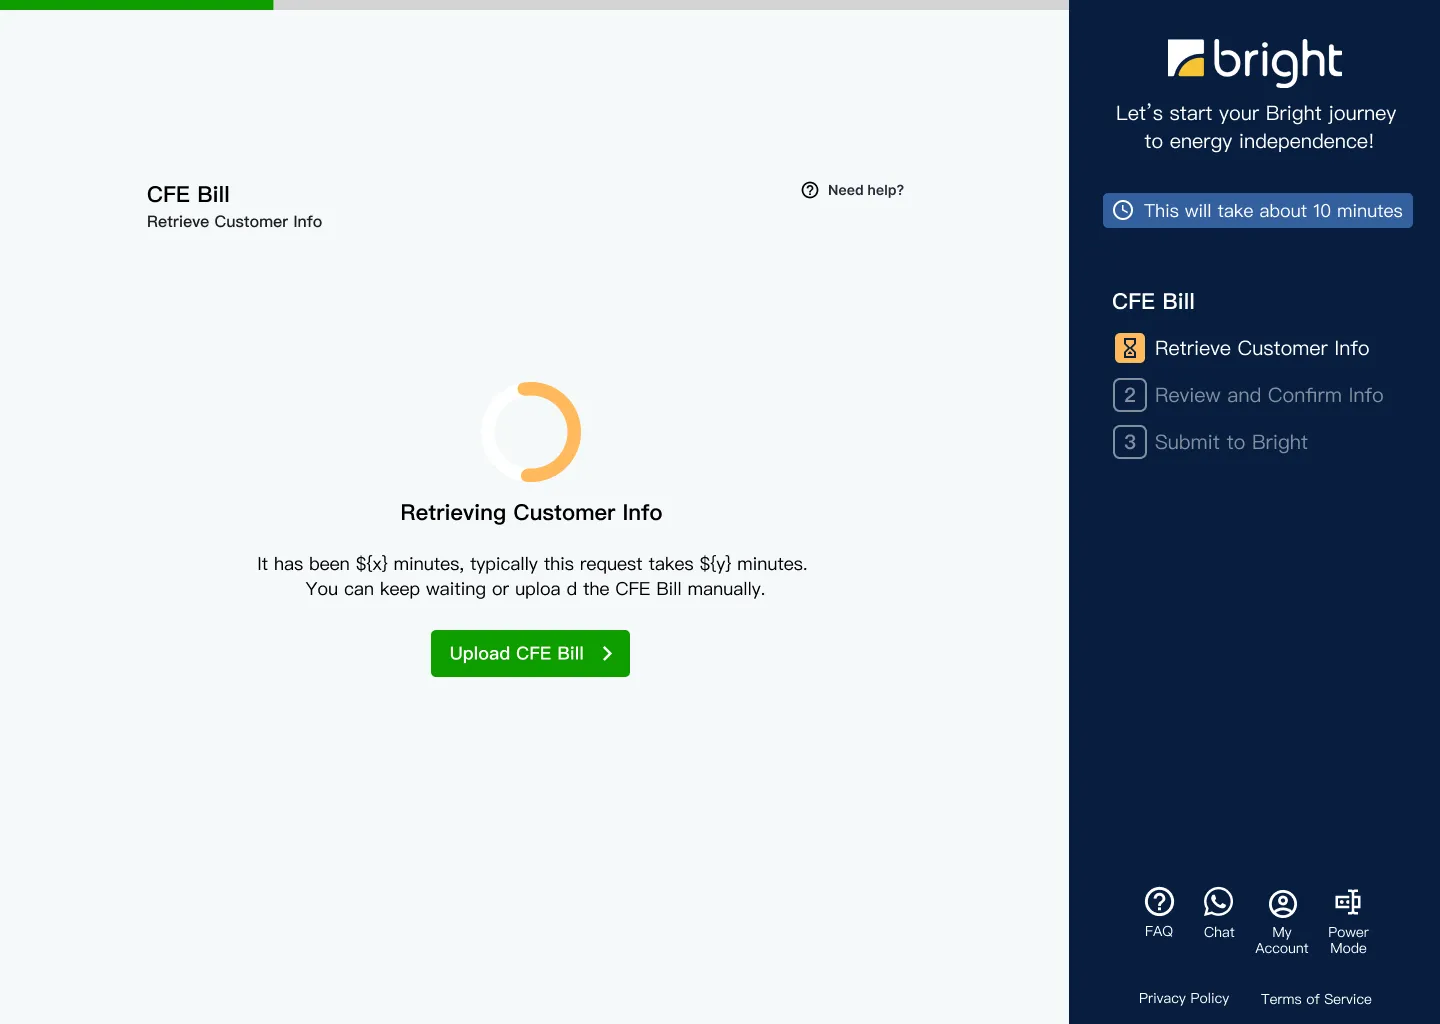 CFE Bill
Retrieve Customer Info
Need help?
Retrieving Customer Info
It has been ${x} minutes, typically this request takes ${y} minutes.
You can keep waiting or uploa d the CFE Bill manually.
Upload CFE Bill
bright
Let's start your Bright journey
to energy independence!
This will take about 10 minutes
CFE Bill
Retrieve Customer Info
2 Review and Confirm Info
3 Submit to Bright
FAQ
Chat
My
Account
Power
Mode
Privacy Policy
Terms of Service